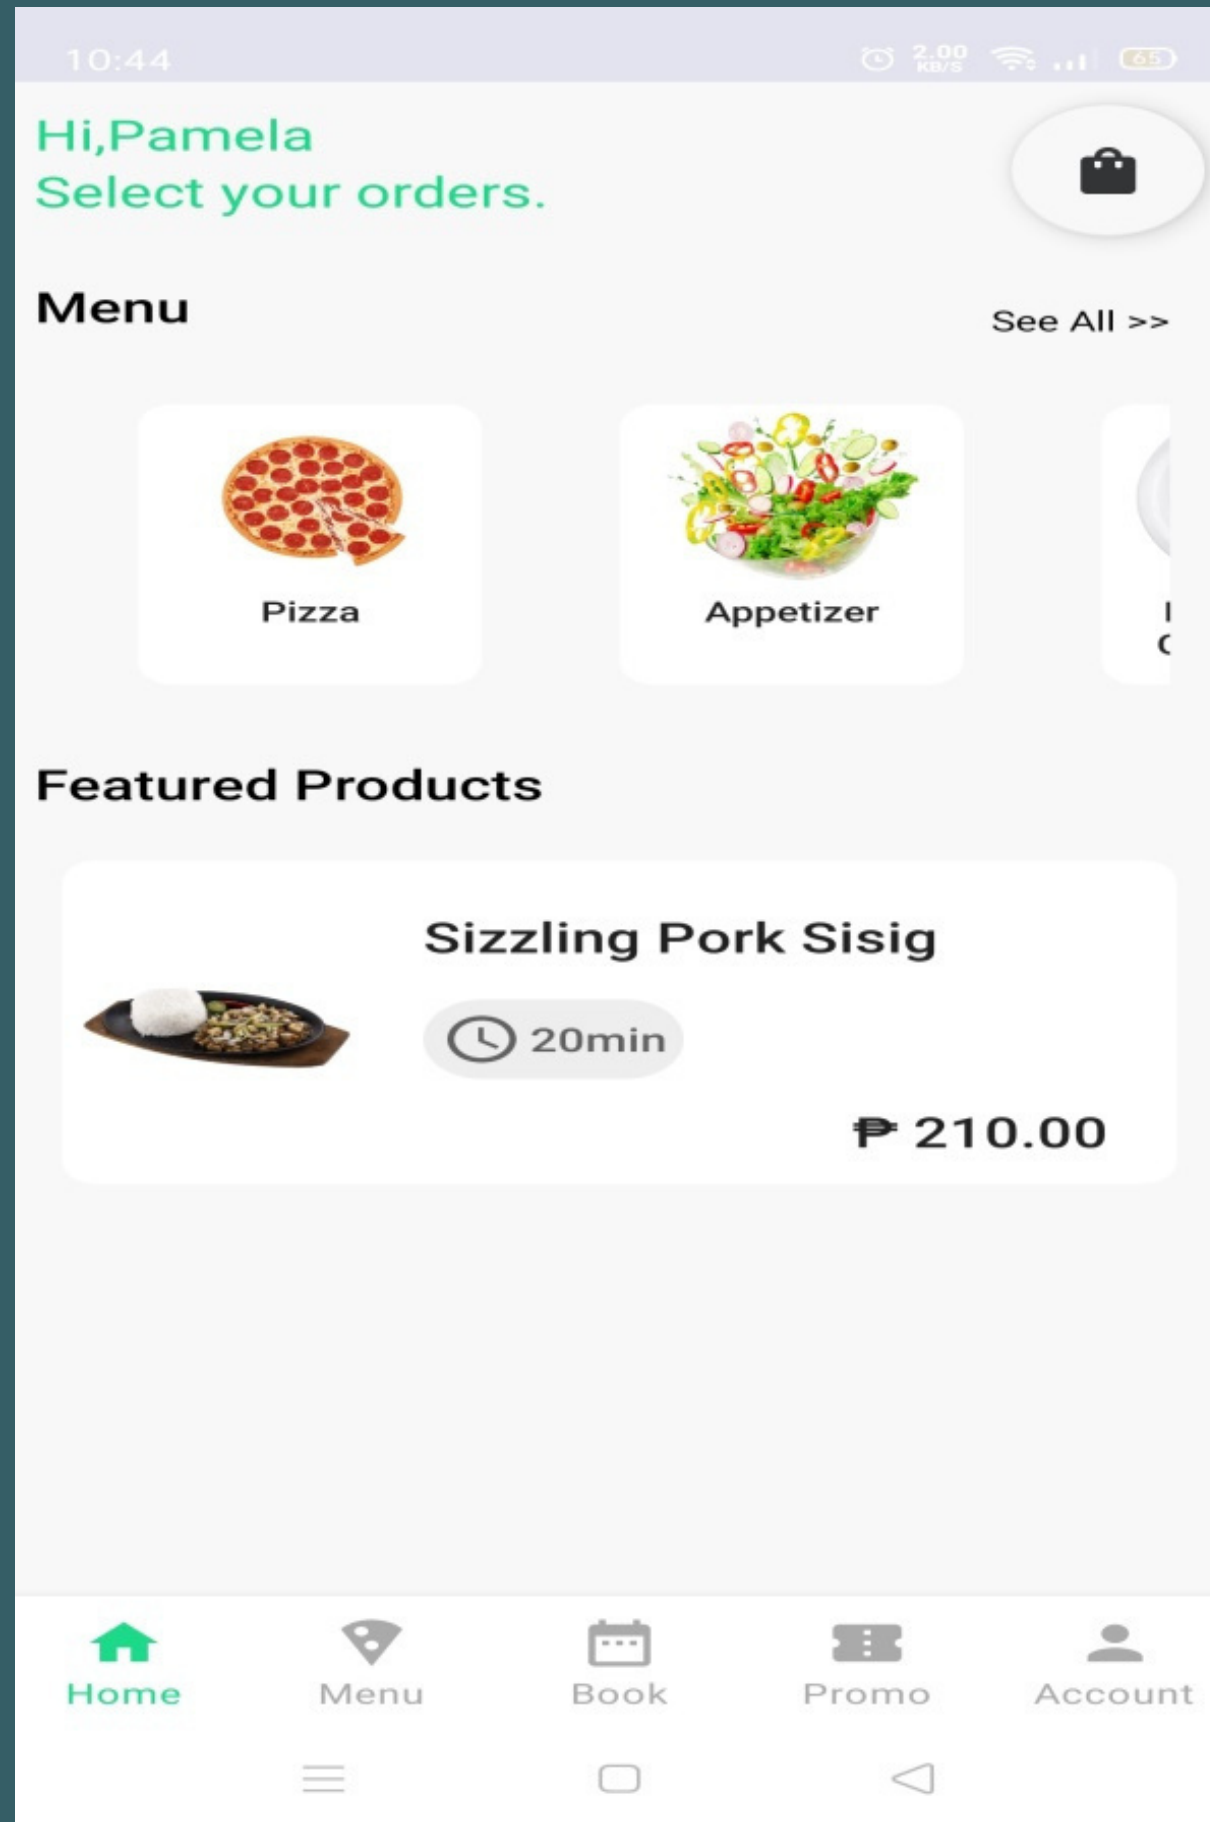 10:44
2.00
KB/S
65
Hi,Pamela
Select your orders.
Menu
See All >>
Pizza
Appetizer
Featured Products
Sizzling Pork Sisig
20min
₱ 210.00
Home
Menu
Book
Promo
Account